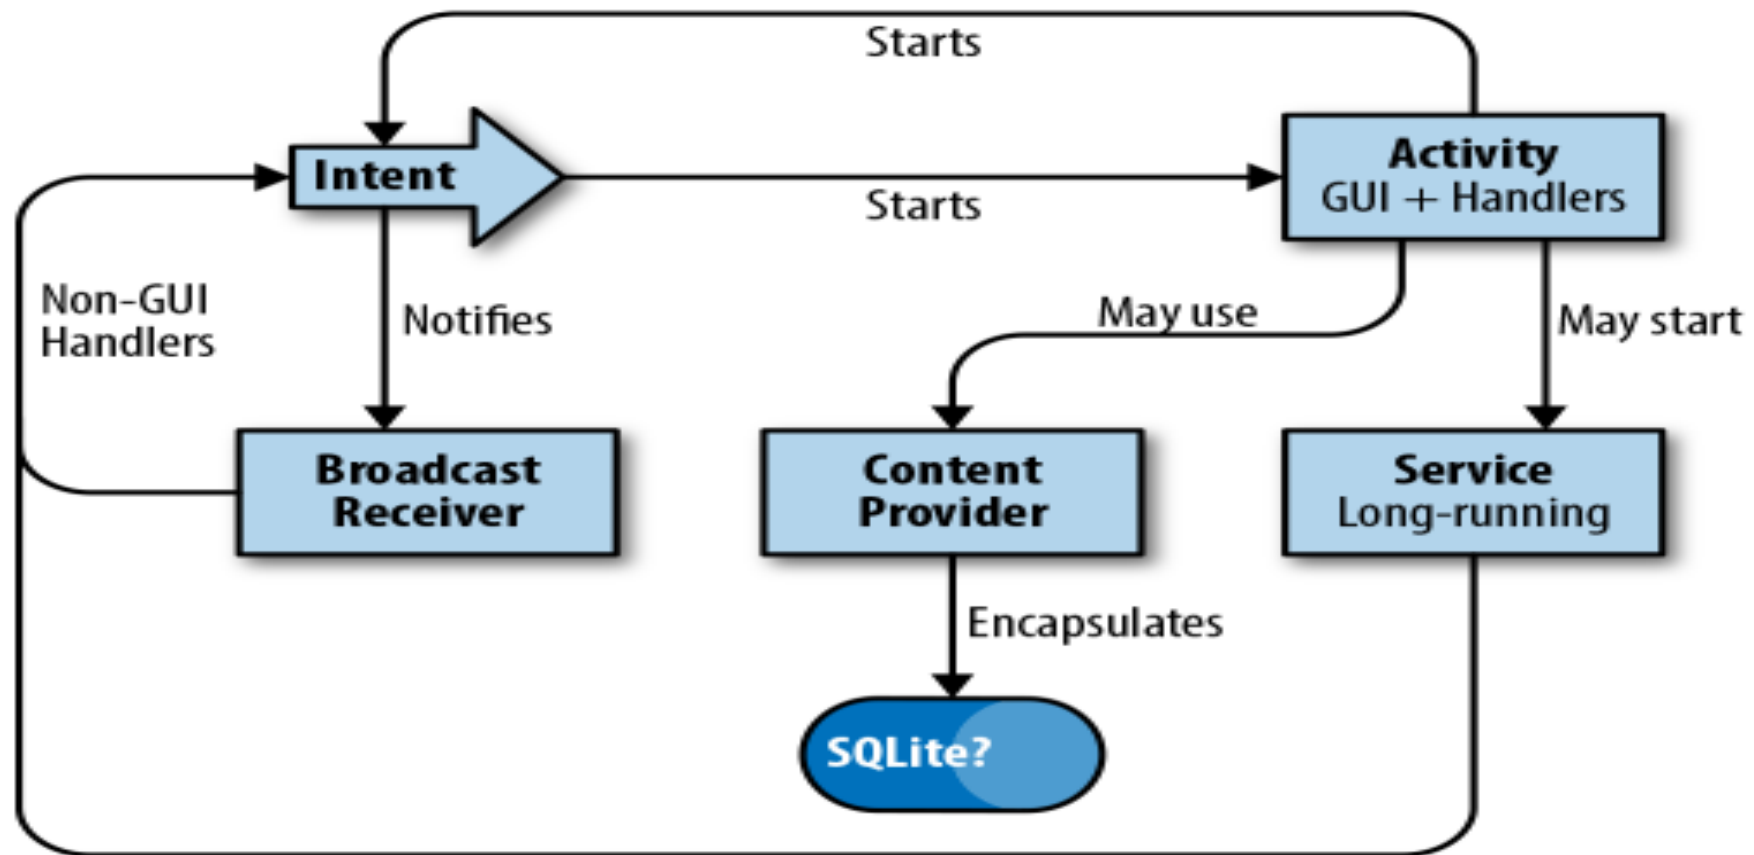 Starts
Intent
Starts
Activity
GUI + Handlers
Non-GUI
Handlers
Notifies
May use
May start
Broadcast
Receiver
Content
Provider
Service
Long-running
Encapsulates
SQLite?